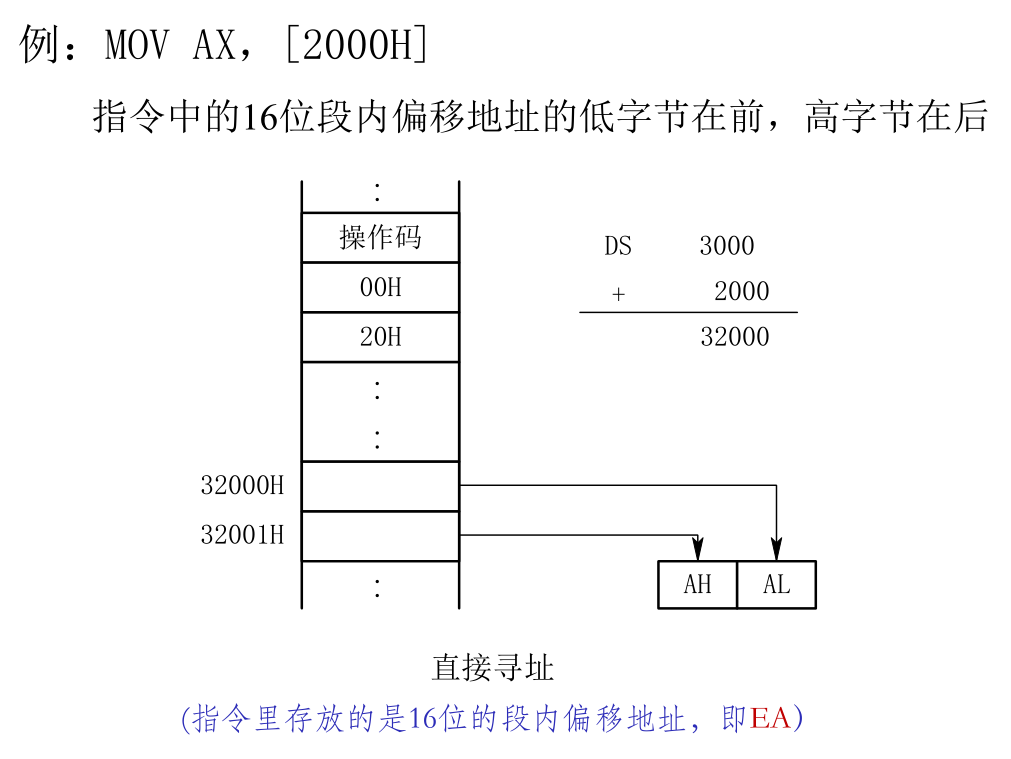 例：MOV AX，[2000H]
指令中的16位段内偏移地址的低字节在前，高字节在后
操作码
00H
20H
DS 3000
+ 2000
32000
32000H
32001H
AH AL
直接寻址
(指令里存放的是16位的段内偏移地址，即EA)